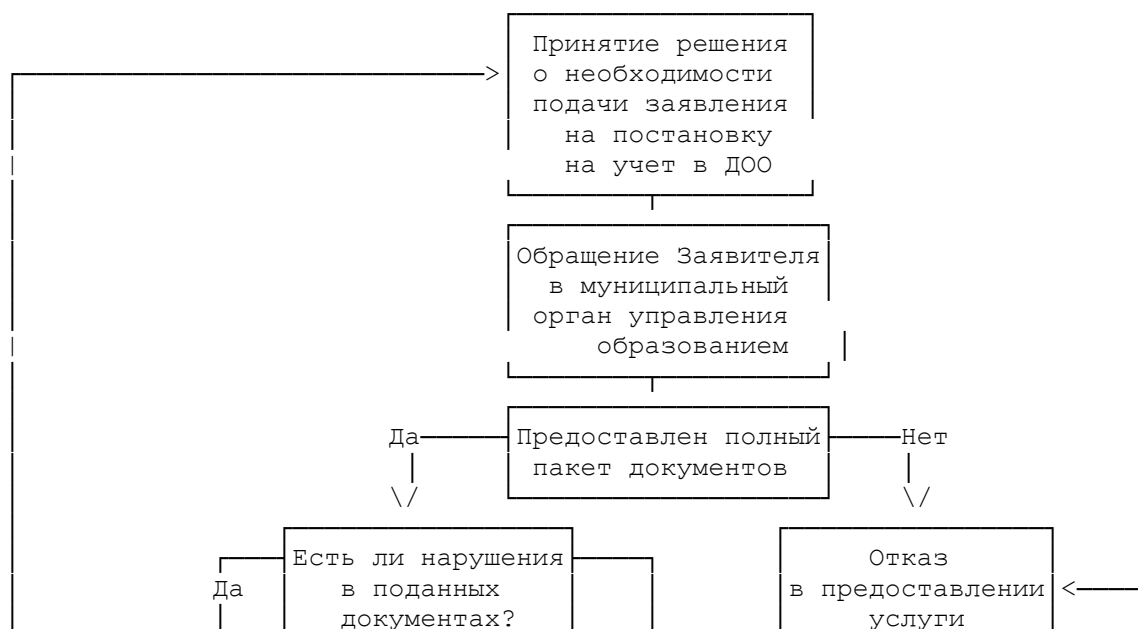 Принятие решения
о необходимости
подачи заявления
на постановку
на учет в ДОО
Обращение Заявителя
в муниципальный
орган управления
образованием
Да
Предоставлен полный
пакет документов
Нет
Есть ли нарушения
в поданных
документах?
Да
Отказ
в предоставлении
услуги